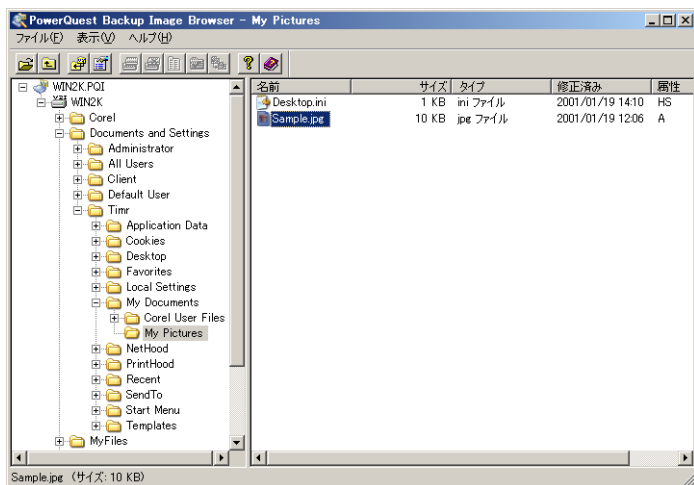 PowerQuest Backup Image Browser - My Pictures
ファイル(F) 表示(V) ヘルプ(H)
WIN2K.PQI
WIN2K
Corel
Documents and Settings
Administrator
All Users
Client
Default User
Timr
Application Data
Cookies
Desktop
Favorites
Local Settings
My Documents
Corel User Files
My Pictures
NetHood
PrintHood
Recent
SendTo
Start Menu
Templates
MyFiles
名前 サイズ タイプ 修正済み 属性
Desktop.ini 1 KB ini ファイル 2001/01/19 14:10 HS
Sample.jpg 10 KB jpg ファイル 2001/01/19 12:06 A
Sample.jpg (サイズ: 10 KB)